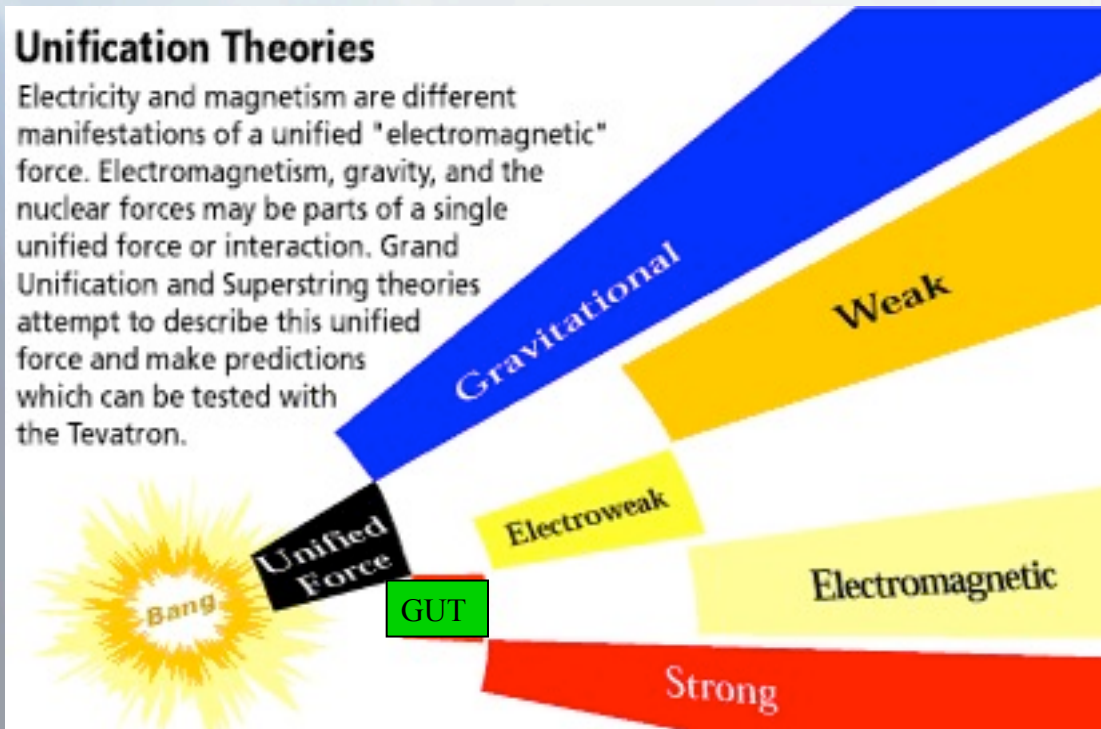 Unification Theories
Electricity and magnetism are different
manifestations of a unified "electromagnetic"
force. Electromagnetism, gravity, and the
nuclear forces may be parts of a single
unified force or interaction. Grand
Unification and Superstring theories
attempt to describe this unified
force and make predictions
which can be tested with
the Tevatron.
Gravitational
Weak
Electroweak
Unified
Force
Bang
GUT
Electromagnetic
Strong